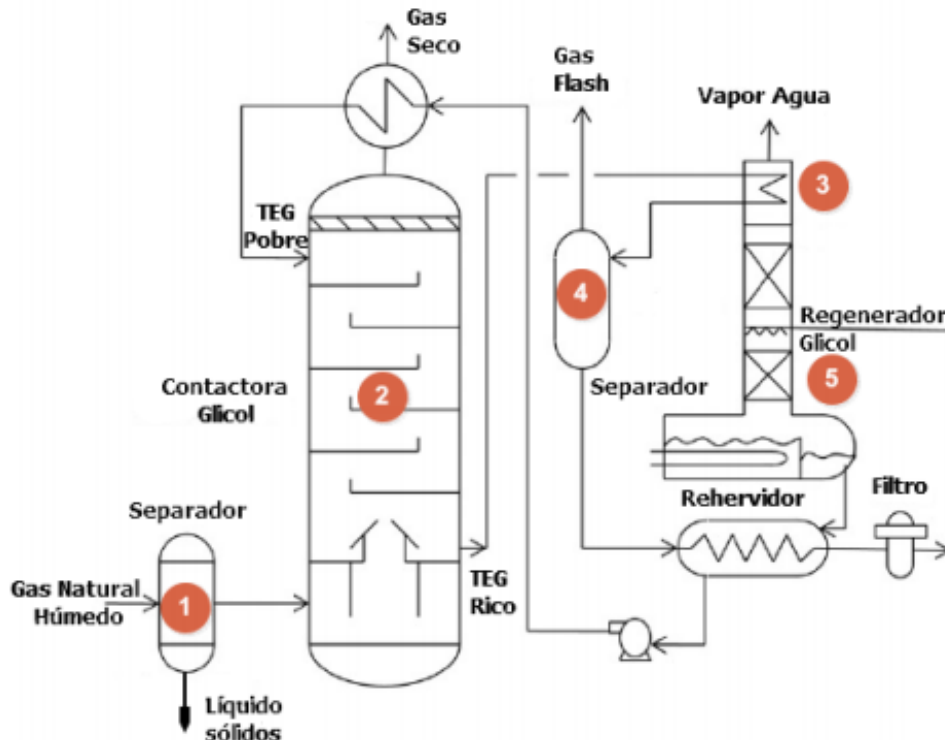 Gas
Seco
Gas
Flash
Vapor Agua
3
TEG
Pobre
4
Regenerador
Glicol
Contactora
Glicol
2
Separador
5
Rehervidor
Filtro
Separador
Gas Natural
Húmedo
1
TEG
Rico
Líquido
sólidos